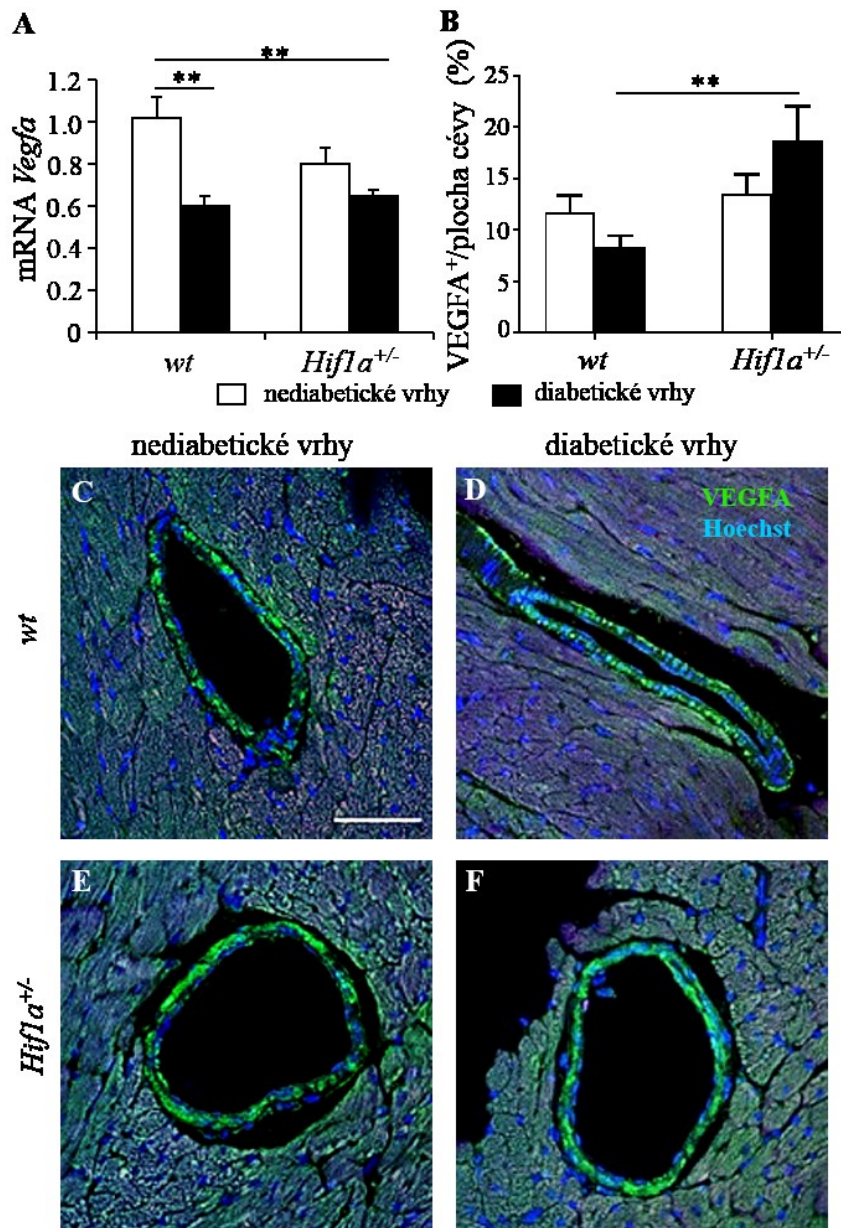 A
**
**
1.2
1.0
0.8
0.6
0.4
0.2
0
mRNA Vegfa
wt
Hif1a+/-
B
**
25
20
15
10
5
0
VEGFA+/plocha cévy (%)
wt
Hif1a+/-
nediabetické vrhy
diabetické vrhy
nediabetické vrhy
diabetické vrhy
wt
C
D
VEGFA
Hoechst
Hif1a+/-
E
F